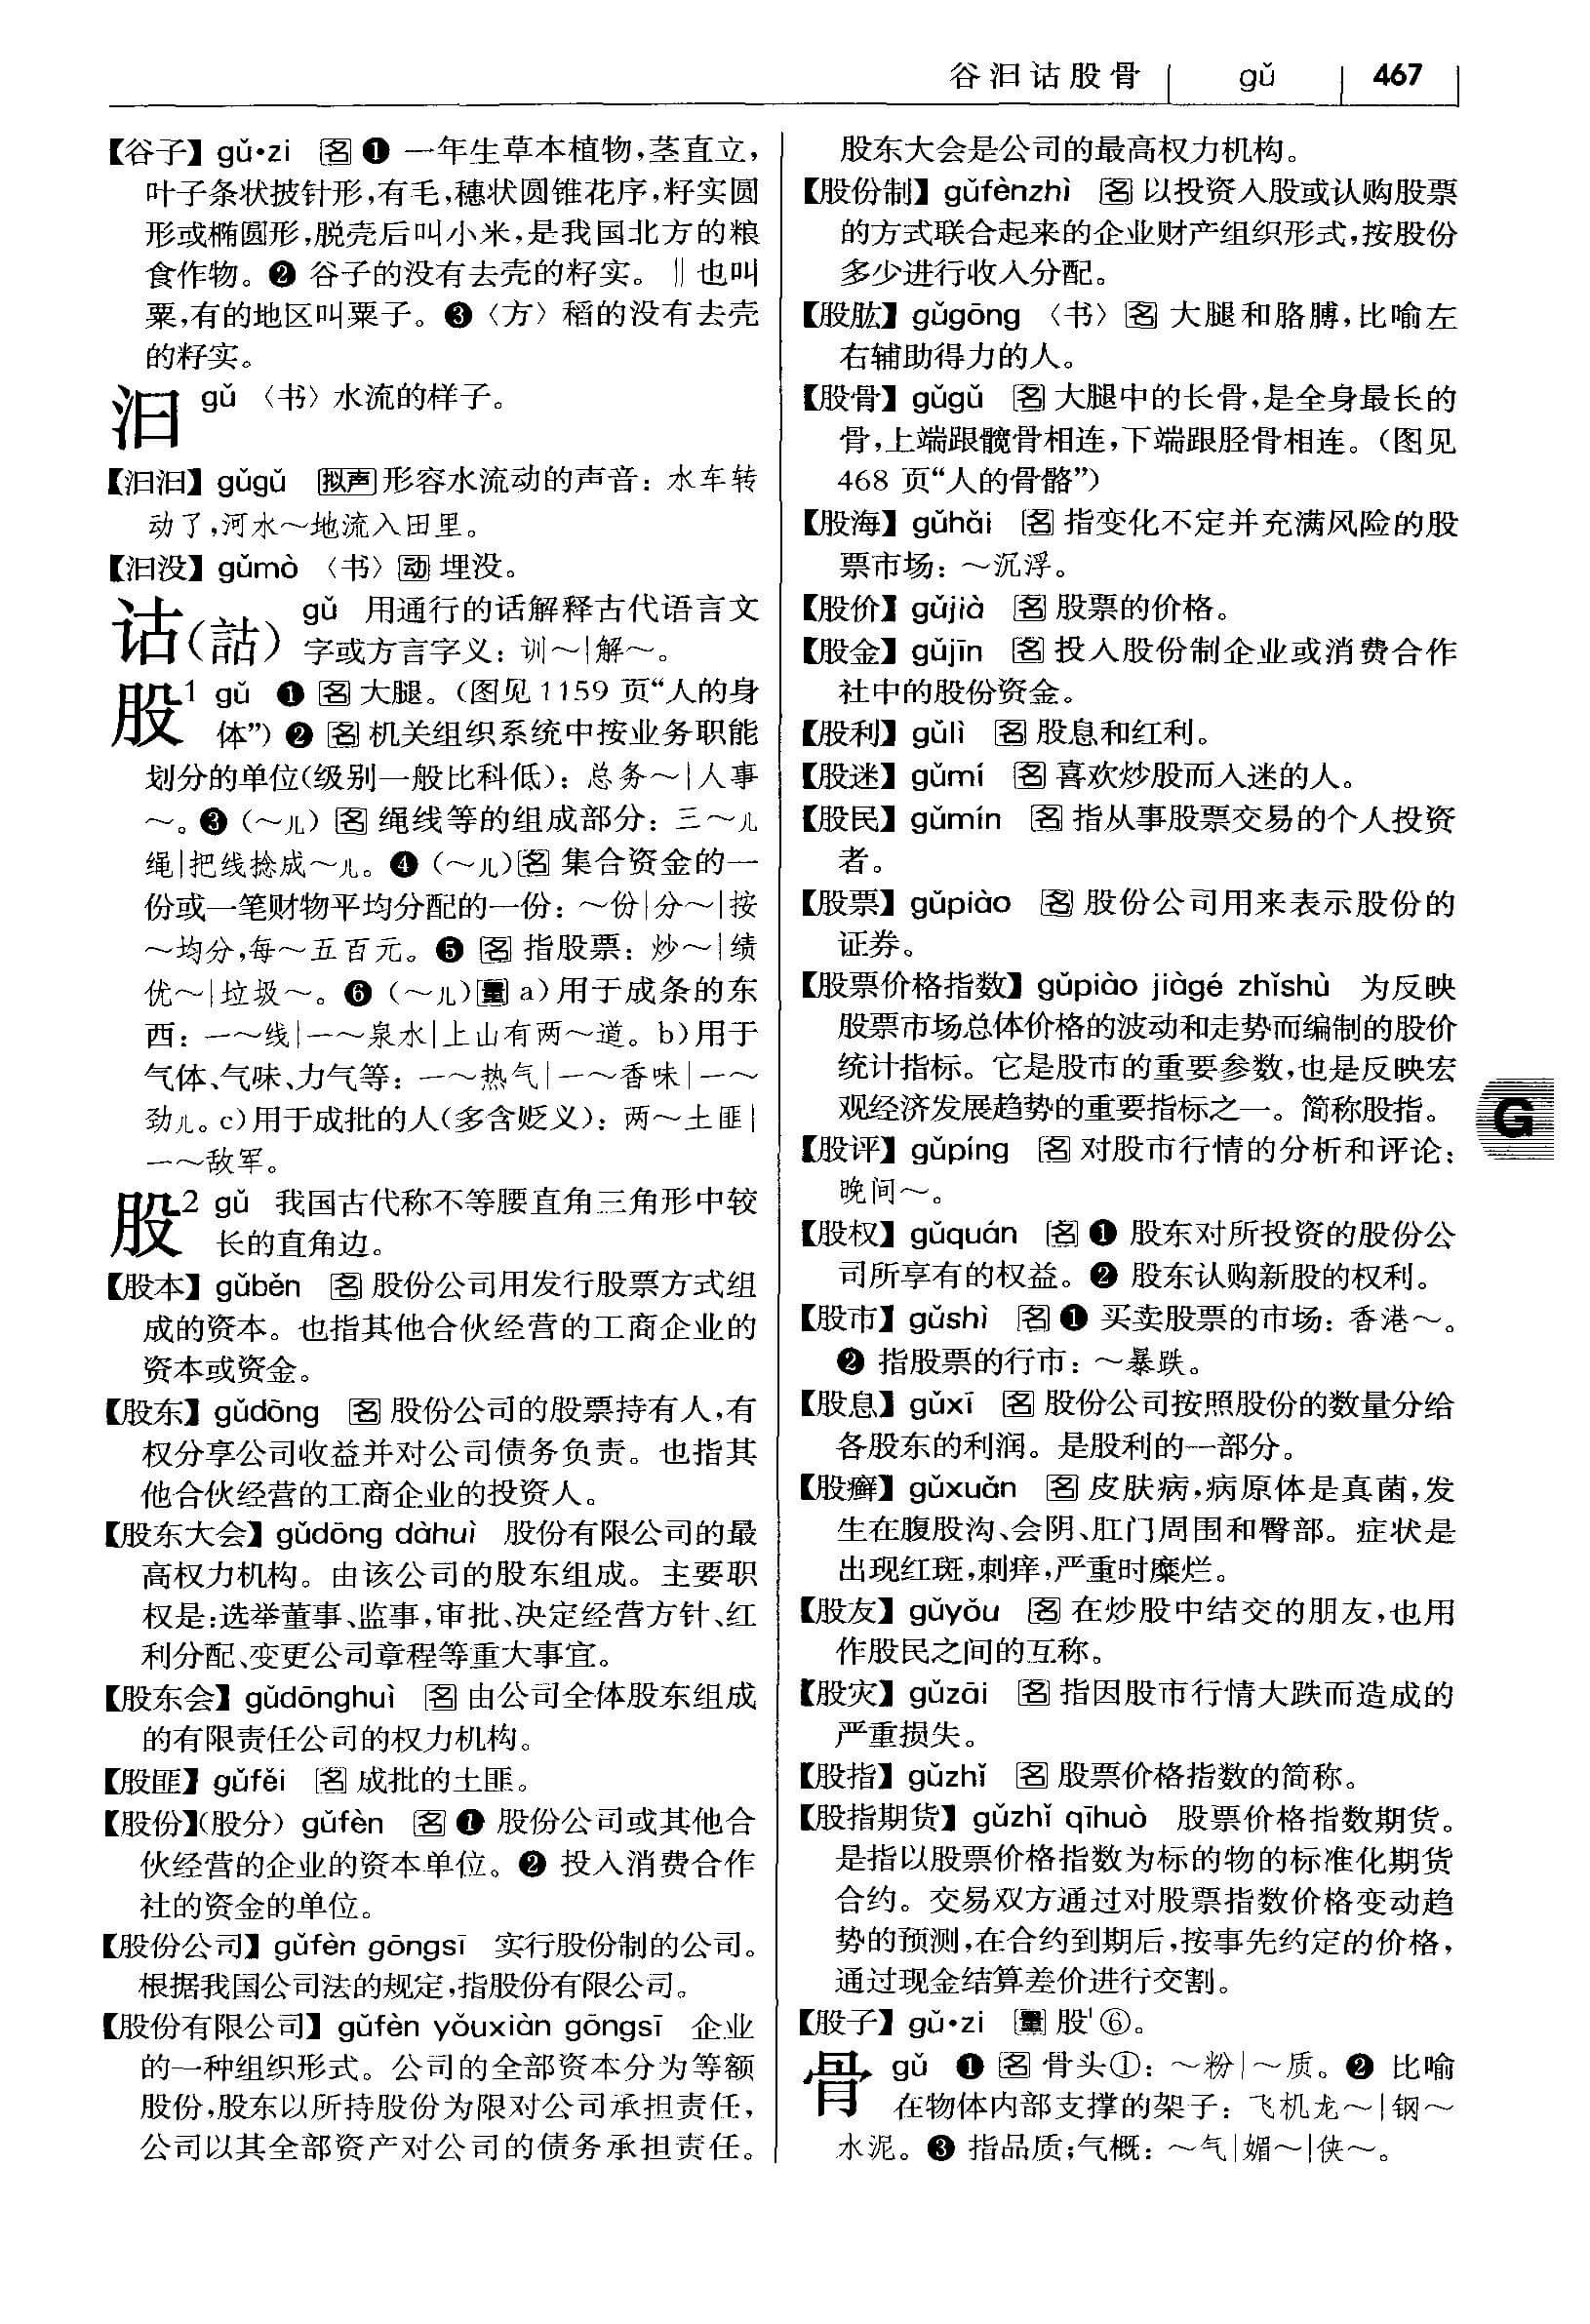 谷汩诂股骨 gǔ 467
【谷子】gǔ•zi 名❶ 一年生草本植物，茎直立，
叶子条状披针形，有毛，穗状圆锥花序，籽实圆
形或椭圆形，脱壳后叫小米，是我国北方的粮
食作物。❷ 谷子的没有去壳的籽实。‖也叫
粟，有的地区叫粟子。❸〈方〉稻的没有去壳
的籽实。
汩 gǔ 〈书〉水流的样子。
【汩汩】gǔgǔ 拟声 形容水流动的声音：水车转
动了，河水～地流入田里。
【汩没】gǔmò 〈书〉动 埋没。
诂（詁） gǔ 用通行的话解释古代语言文
字或方言字义：训～|解～。
股¹ gǔ ❶ 名 大腿。（图见1159 页“人的身
体”）❷ 名 机关组织系统中按业务职能
划分的单位（级别一般比科低）：总务～|人事
～。❸（～儿）名 绳线等的组成部分：三～儿
绳|把线捻成～儿。❹（～儿）名 集合资金的一
份或一笔财物平均分配的一份：～份|分～|按
～均分，每～五百元。❺ 名 指股票：炒～|绩
优～|垃圾～。❻（～儿）量 a）用于成条的东
西：一～线|一～泉水|上山有两～道。b）用于
气体、气味、力气等：一～热气|一～香味|一～
劲儿。c）用于成批的人（多含贬义）：两～土匪|
一～敌军。
股² gǔ 我国古代称不等腰直角三角形中较
长的直角边。
【股本】gǔběn 名 股份公司用发行股票方式组
成的资本。也指其他合伙经营的工商企业的
资本或资金。
【股东】gǔdōng 名 股份公司的股票持有人，有
权分享公司收益并对公司债务负责。也指其
他合伙经营的工商企业的投资人。
【股东大会】gǔdōng dàhuì 股份有限公司的最
高权力机构。由该公司的股东组成。主要职
权是：选举董事、监事，审批、决定经营方针、红
利分配、变更公司章程等重大事宜。
【股东会】gǔdōnghuì 名 由公司全体股东组成
的有限责任公司的权力机构。
【股匪】gǔfěi 名 成批的土匪。
【股份】（股分）gǔfèn 名❶ 股份公司或其他合
伙经营的企业的资本单位。❷ 投入消费合作
社的资金的单位。
【股份公司】gǔfèn gōngsī 实行股份制的公司。
根据我国公司法的规定，指股份有限公司。
【股份有限公司】gǔfèn yǒuxiàn gōngsī 企业
的一种组织形式。公司的全部资本分为等额
股份，股东以所持股份为限对公司承担责任，
公司以其全部资产对公司的债务承担责任。
股东大会是公司的最高权力机构。
【股份制】gǔfènzhì 名 以投资入股或认购股票
的方式联合起来的企业财产组织形式，按股份
多少进行收入分配。
【股肱】gǔgōng 〈书〉名 大腿和胳膊，比喻左
右辅助得力的人。
【股骨】gǔgǔ 名 大腿中的长骨，是全身最长的
骨，上端跟髋骨相连，下端跟胫骨相连。（图见
468 页“人的骨骼”）
【股海】gǔhǎi 名 指变化不定并充满风险的股
票市场：～沉浮。
【股价】gǔjià 名 股票的价格。
【股金】gǔjīn 名 投入股份制企业或消费合作
社中的股份资金。
【股利】gǔlì 名 股息和红利。
【股迷】gǔmí 名 喜欢炒股而入迷的人。
【股民】gǔmín 名 指从事股票交易的个人投资
者。
【股票】gǔpiào 名 股份公司用来表示股份的
证券。
【股票价格指数】gǔpiào jiàgé zhǐshù 为反映
股票市场总体价格的波动和走势而编制的股价
统计指标。它是股市的重要参数，也是反映宏
观经济发展趋势的重要指标之一。简称股指。
G
【股评】gǔpíng 名 对股市行情的分析和评论：
晚间～。
【股权】gǔquán 名❶ 股东对所投资的股份公
司所享有的权益。❷ 股东认购新股的权利。
【股市】gǔshì 名❶ 买卖股票的市场：香港～。
❷ 指股票的行市：～暴跌。
【股息】gǔxī 名 股份公司按照股份的数量分给
各股东的利润。是股利的一部分。
【股癣】gǔxuǎn 名 皮肤病，病原体是真菌，发
生在腹股沟、会阴、肛门周围和臀部。症状是
出现红斑，刺痒，严重时糜烂。
【股友】gǔyǒu 名 在炒股中结交的朋友，也用
作股民之间的互称。
【股灾】gǔzāi 名 指因股市行情大跌而造成的
严重损失。
【股指】gǔzhǐ 名 股票价格指数的简称。
【股指期货】gǔzhǐ qīhuò 股票价格指数期货。
是指以股票价格指数为标的物的标准化期货
合约。交易双方通过对股票指数价格变动趋
势的预测，在合约到期后，按事先约定的价格，
通过现金结算差价进行交割。
【股子】gǔ•zi 量 股¹⑥。
骨 gǔ ❶ 名 骨头①：～粉|～质。❷ 比喻
在物体内部支撑的架子：飞机龙～|钢～
水泥。❸ 指品质；气概：～气|媚～|侠～。